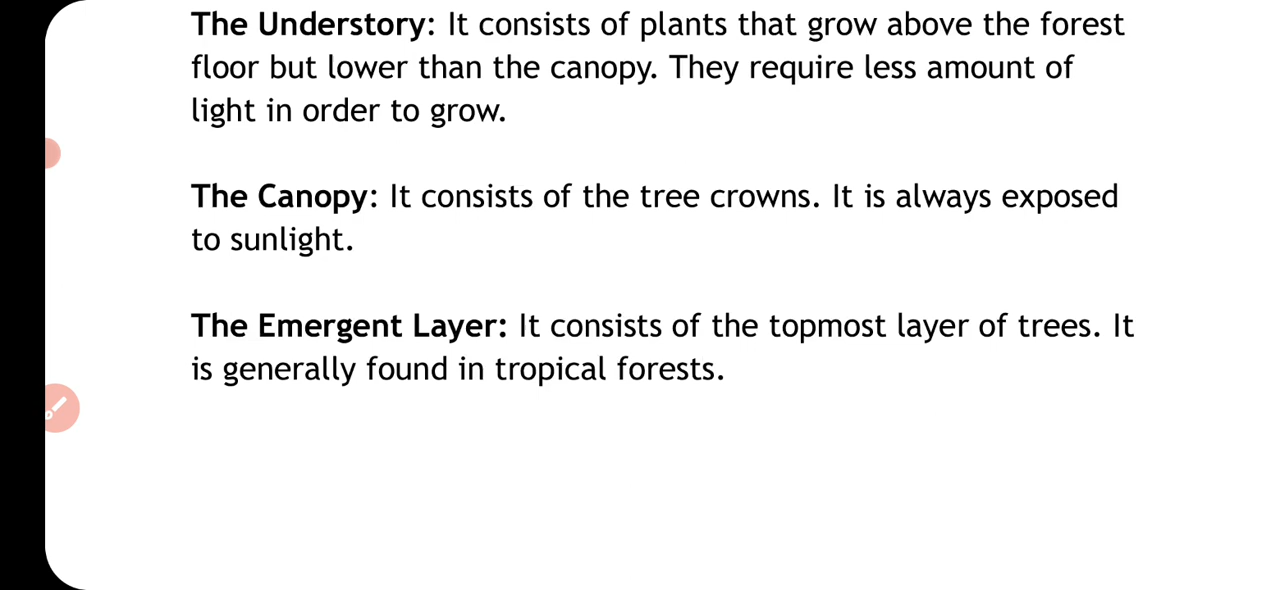 The Understory: It consists of plants that grow above the forest
floor but lower than the canopy. They require less amount of
light in order to grow.
The Canopy: It consists of the tree crowns. It is always exposed
to sunlight.
The Emergent Layer: It consists of the topmost layer of trees. It
is generally found in tropical forests.